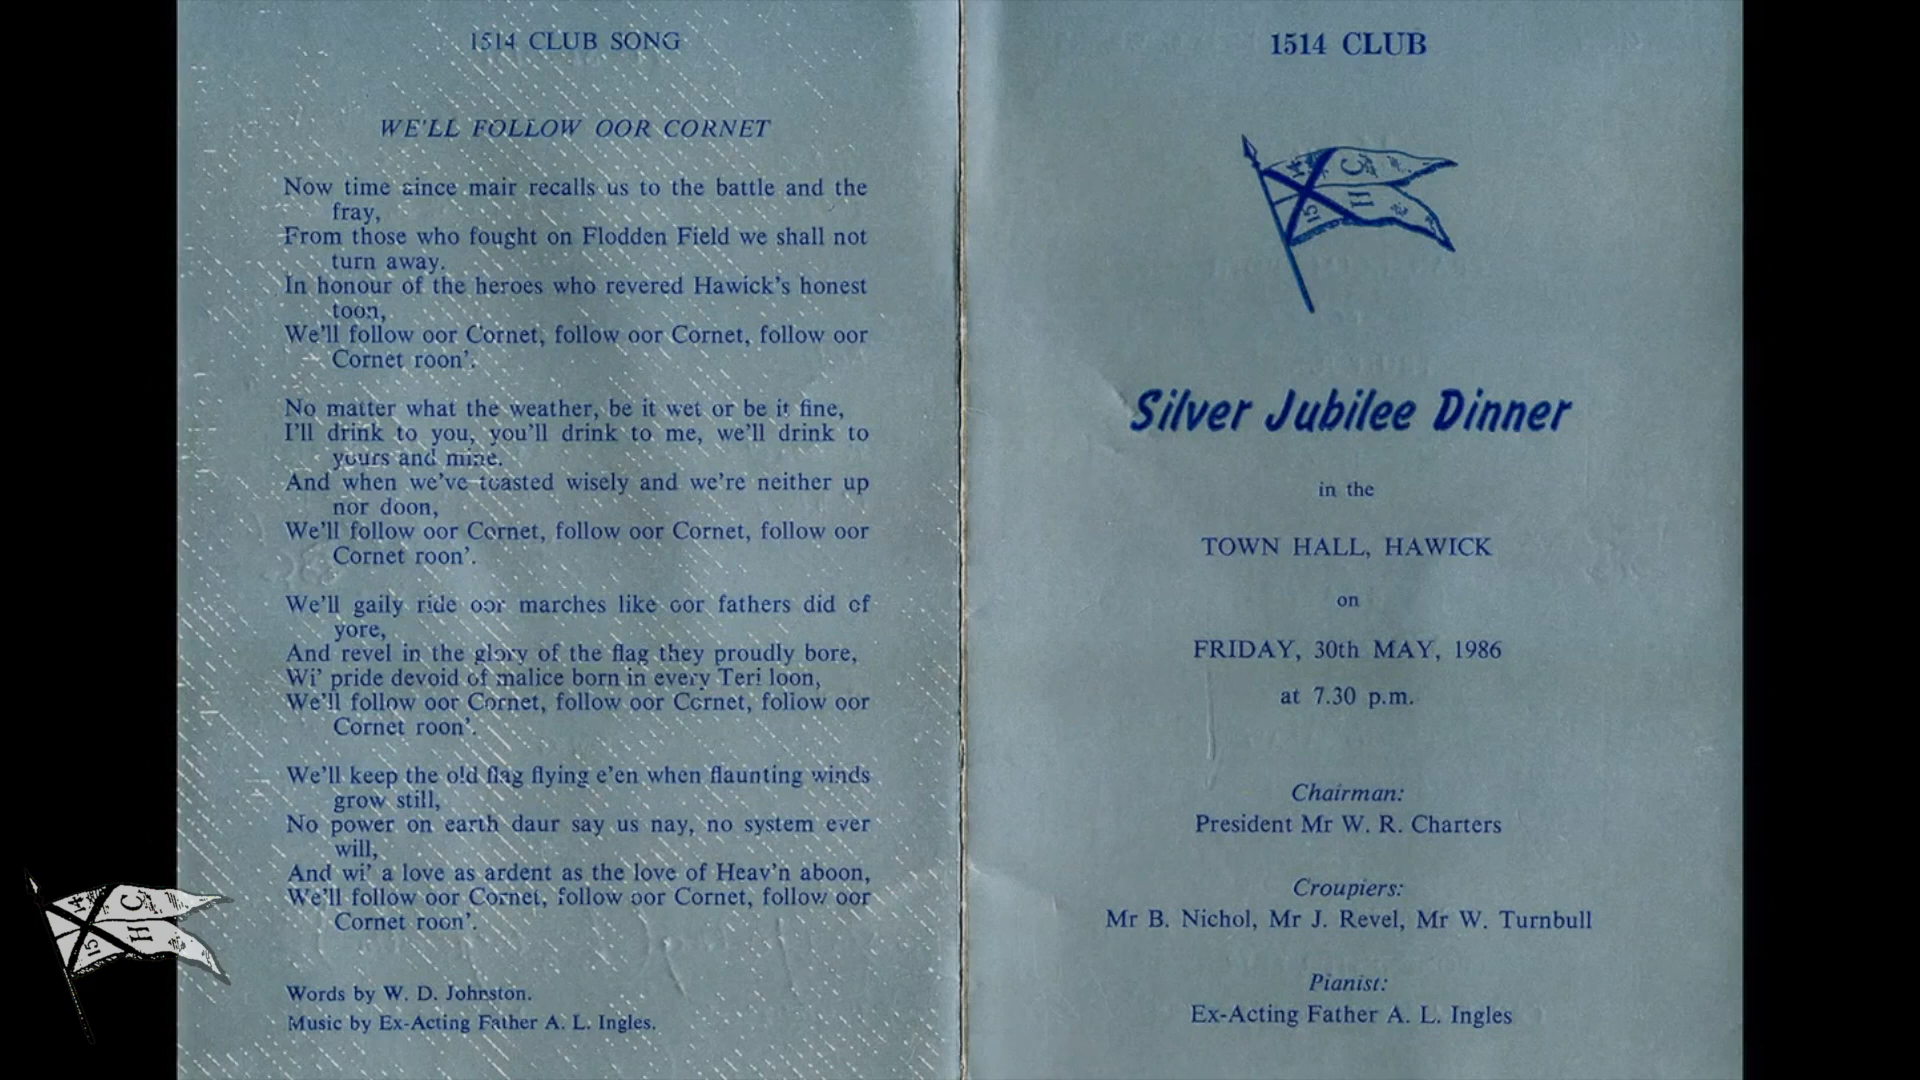 1514 CLUB SONG
WE'LL FOLLOW OOR CORNET
Now time aince mair recalls us to the battle and the
fray,
From those who fought on Flodden Field we shall not
turn away.
In honour of the heroes who revered Hawick's honest
toon,
We'll follow oor Cornet, follow oor Cornet, follow oor
Cornet roon'.
No matter what the weather, be it wet or be it fine,
I'll drink to you, you'll drink to me, we'll drink to
yours and mine.
And when we've toasted wisely and we're neither up
nor doon,
We'll follow oor Cornet, follow oor Cornet, follow oor
Cornet roon'.
We'll gaily ride oor marches like oor fathers did of
yore,
And revel in the glory of the flag they proudly bore,
Wi' pride devoid of malice born in every Teri loon,
We'll follow oor Cornet, follow oor Cornet, follow oor
Cornet roon'.
We'll keep the old flag flying e'en when flaunting winds
grow still,
No power on earth daur say us nay, no system ever
will,
And wi' a love as ardent as the love of Heav'n aboon,
We'll follow oor Cornet, follow oor Cornet, follow oor
Cornet roon'.
Words by W. D. Johnston.
Music by Ex-Acting Father A. L. Ingles.
1514 CLUB
14 C
15 H
Silver Jubilee Dinner
in the
TOWN HALL, HAWICK
on
FRIDAY, 30th MAY, 1986
at 7.30 p.m.
Chairman:
President Mr W. R. Charters
Croupiers:
Mr B. Nichol, Mr J. Revel, Mr W. Turnbull
Pianist:
Ex-Acting Father A. L. Ingles
14 C
15 H